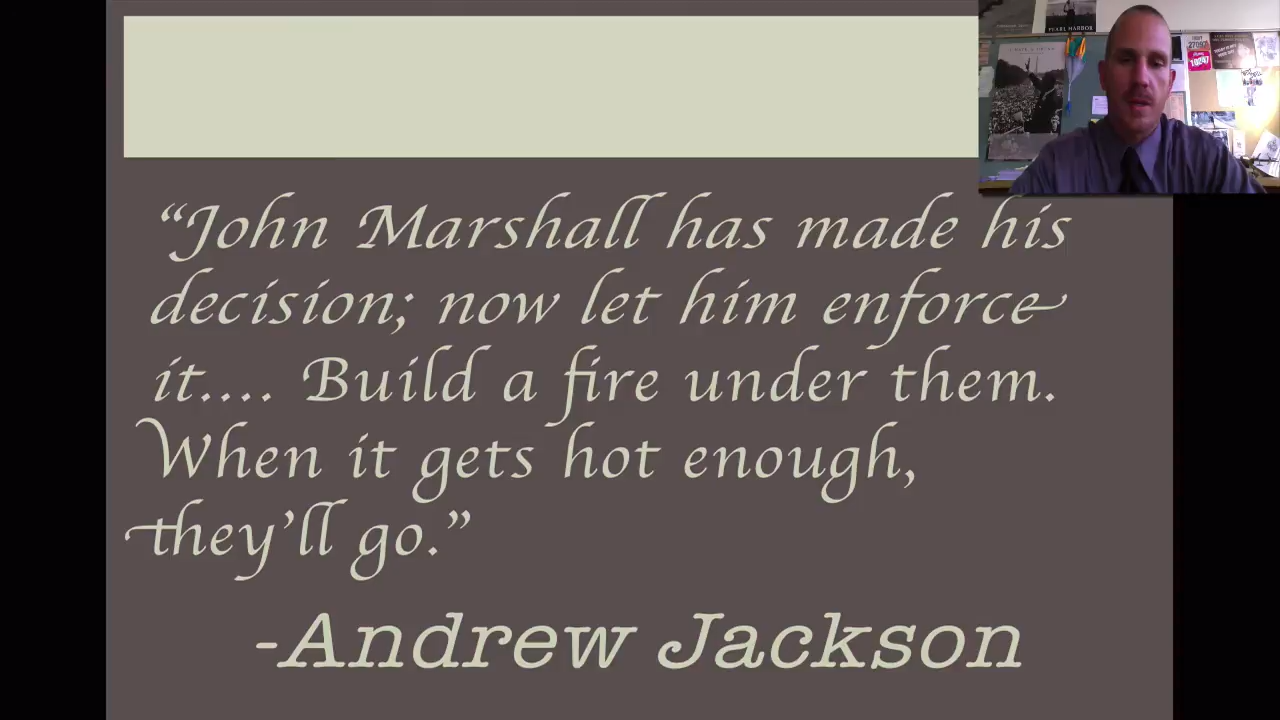 PEARL HARBOR
“John Marshall has made his
decision; now let him enforce
it.... Build a fire under them.
When it gets hot enough,
they’ll go.”
-Andrew Jackson